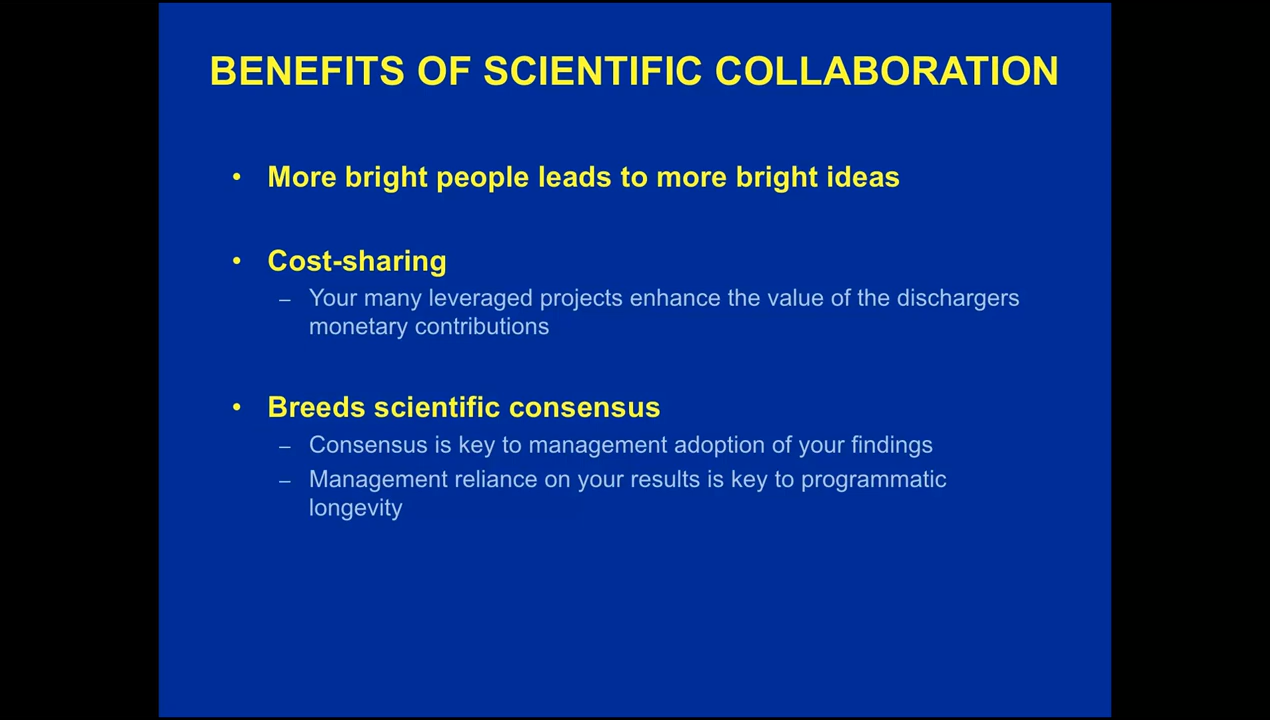 BENEFITS OF SCIENTIFIC COLLABORATION
• More bright people leads to more bright ideas
• Cost-sharing
– Your many leveraged projects enhance the value of the dischargers
monetary contributions
• Breeds scientific consensus
– Consensus is key to management adoption of your findings
– Management reliance on your results is key to programmatic
longevity